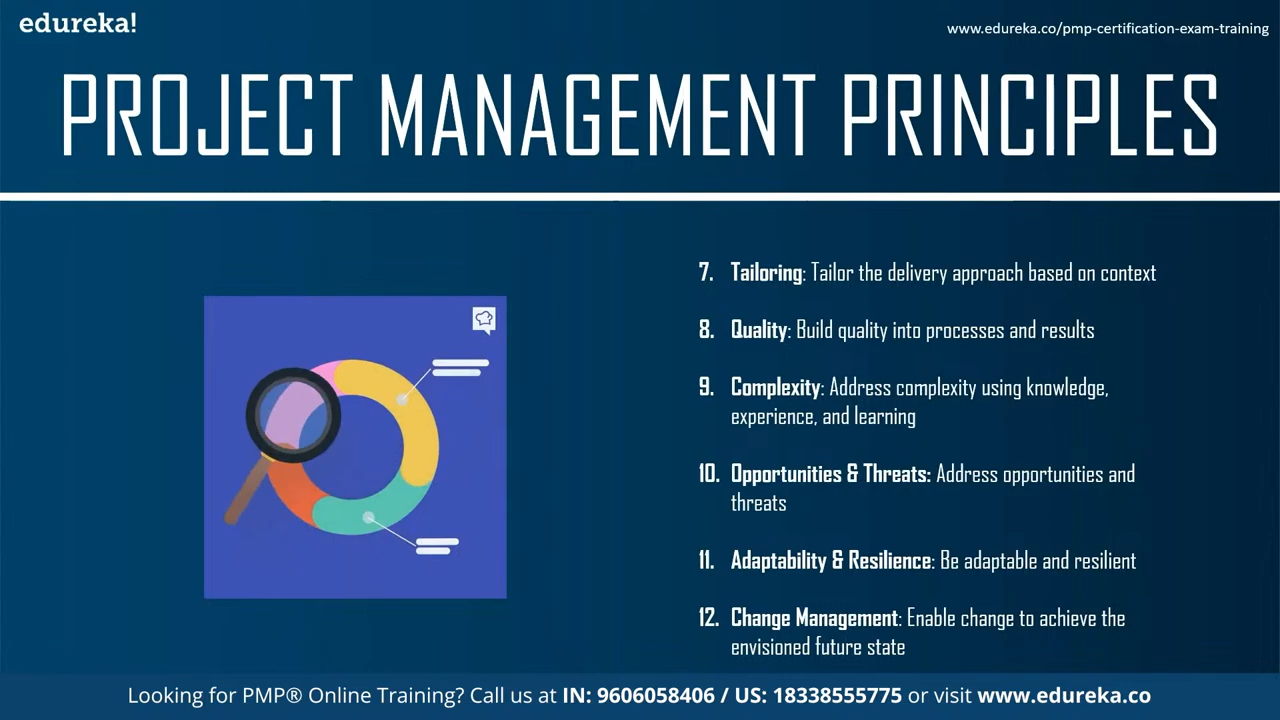 edureka!
www.edureka.co/pmp-certification-exam-training
PROJECT MANAGEMENT PRINCIPLES
7. Tailoring: Tailor the delivery approach based on context
8. Quality: Build quality into processes and results
9. Complexity: Address complexity using knowledge,
experience, and learning
10. Opportunities & Threats: Address opportunities and
threats
11. Adaptability & Resilience: Be adaptable and resilient
12. Change Management: Enable change to achieve the
envisioned future state
Looking for PMP® Online Training? Call us at IN: 9606058406 / US: 18338555775 or visit www.edureka.co